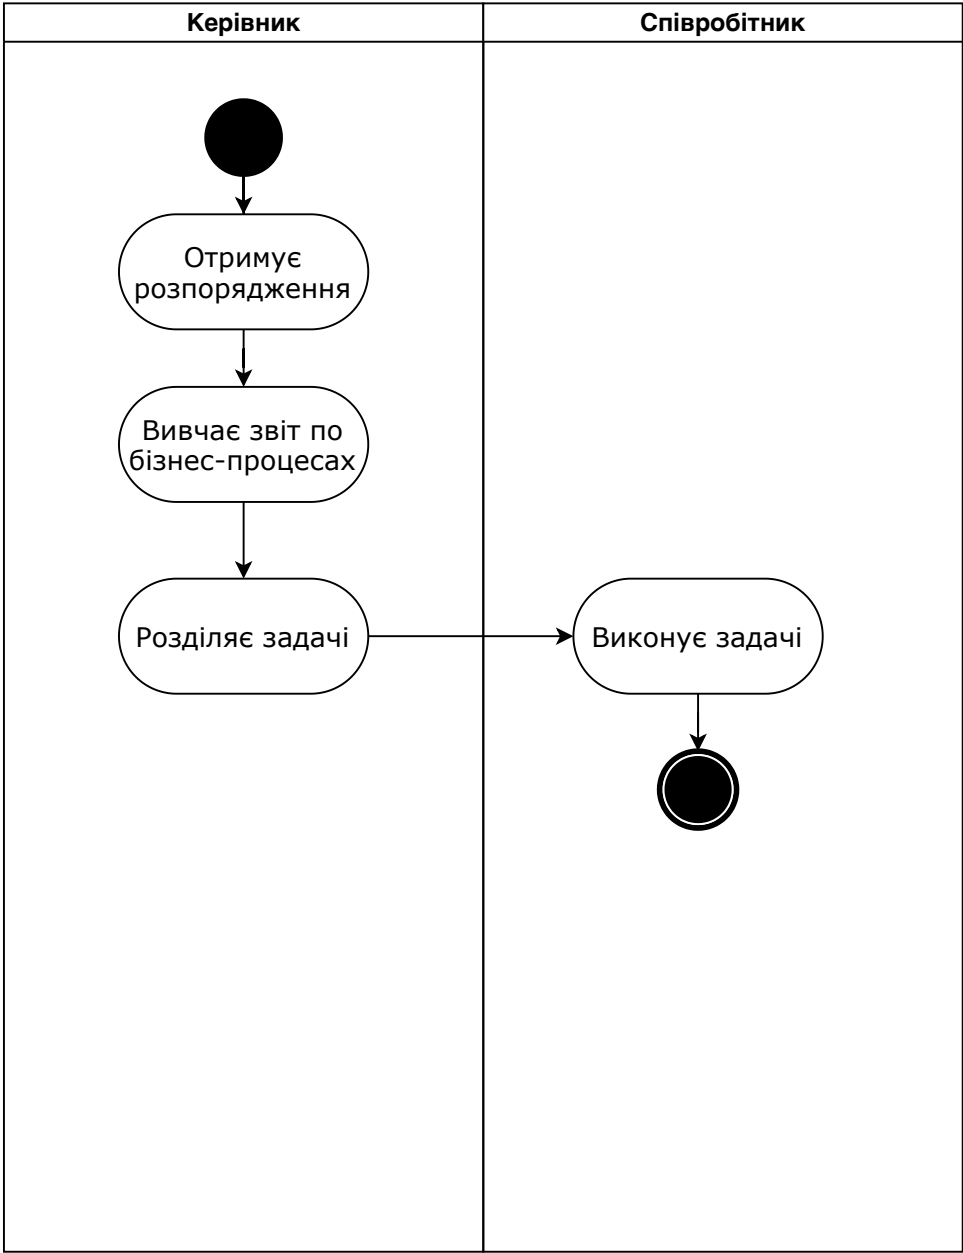 Керівник
Співробітник
Отримує
розпорядження
Вивчає звіт по
бізнес-процесах
Розділяє задачі
Виконує задачі